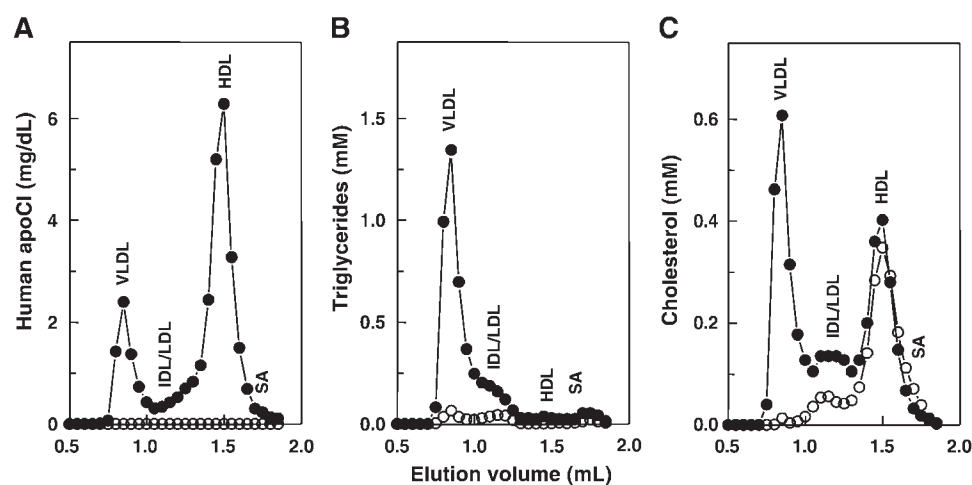 A
Human apoCI (mg/dL)
6
4
2
0
VLDL
IDL/LDL
HDL
SA
0.5 1.0 1.5 2.0
B
Triglycerides (mM)
1.5
1.0
0.5
0.0
VLDL
IDL/LDL
HDL
SA
0.5 1.0 1.5 2.0
Elution volume (mL)
C
Cholesterol (mM)
0.6
0.4
0.2
0.0
VLDL
IDL/LDL
HDL
SA
0.5 1.0 1.5 2.0